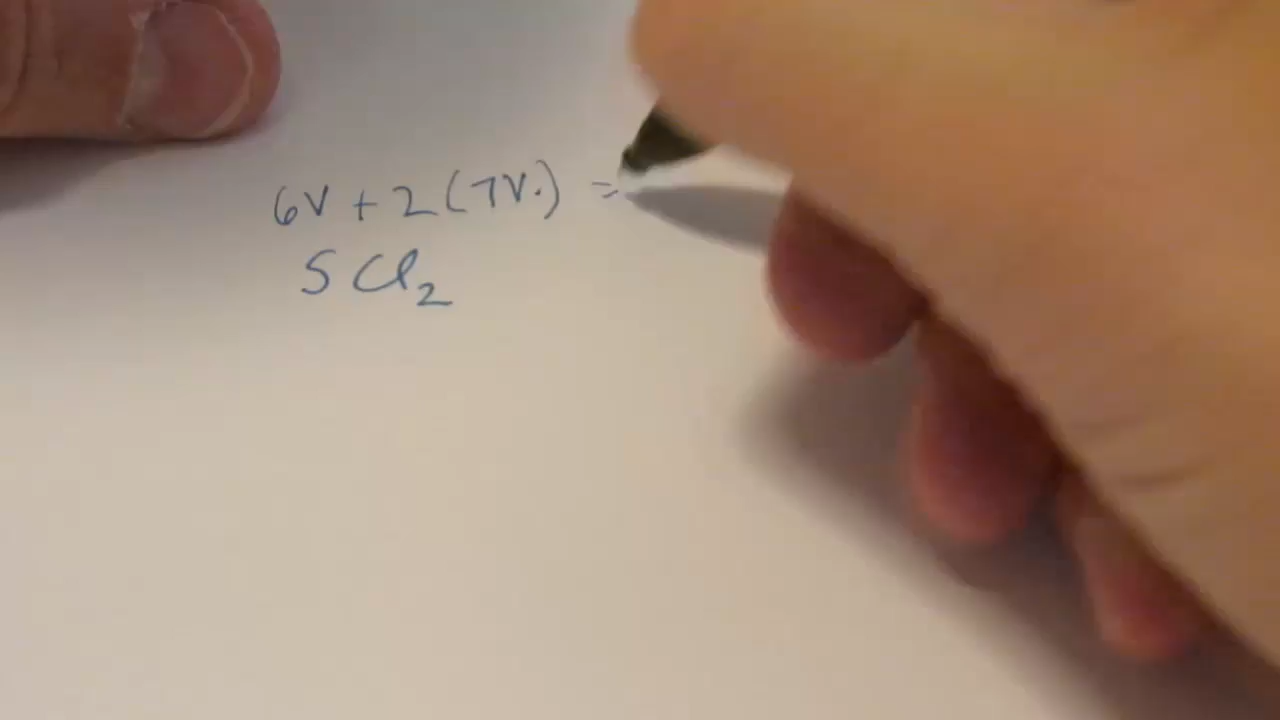 6V + 2(7V.) =
SCl₂